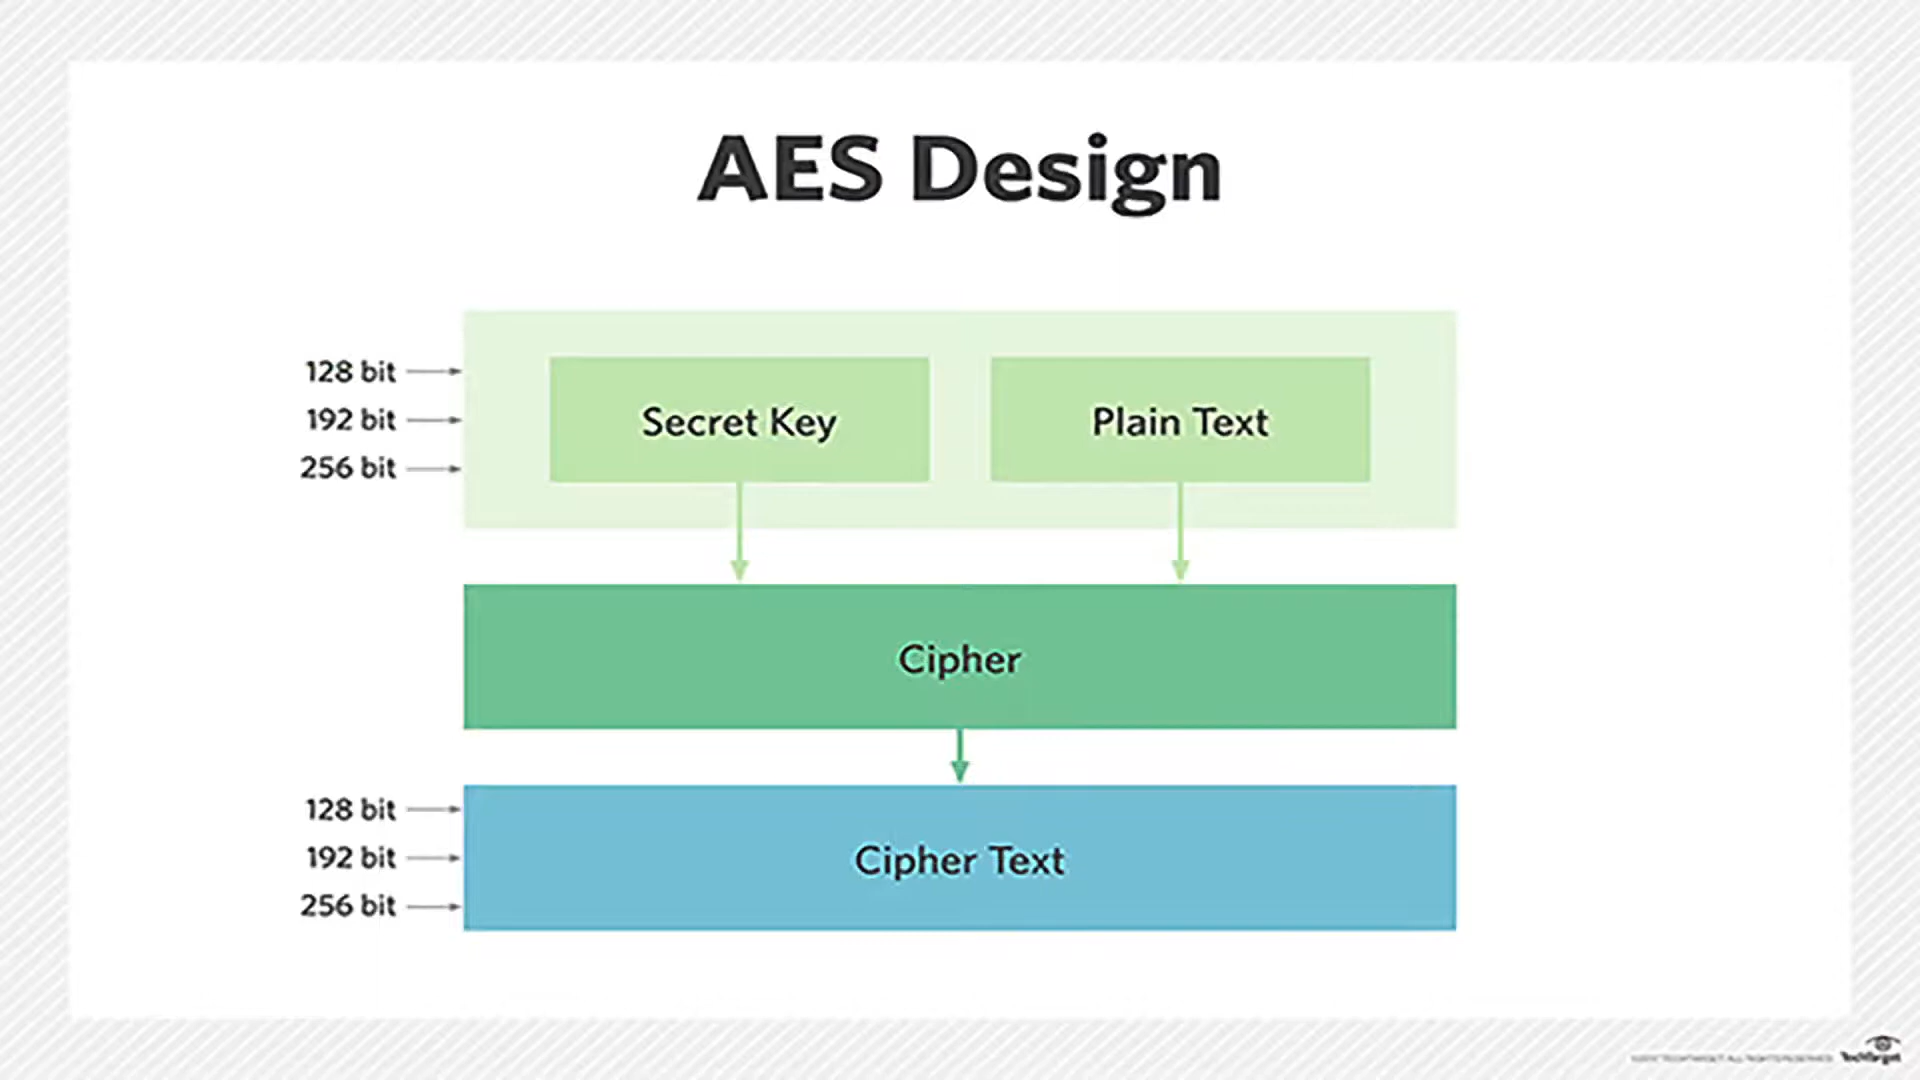 AES Design
128 bit
192 bit
256 bit
Secret Key
Plain Text
Cipher
128 bit
192 bit
256 bit
Cipher Text
TechTarget